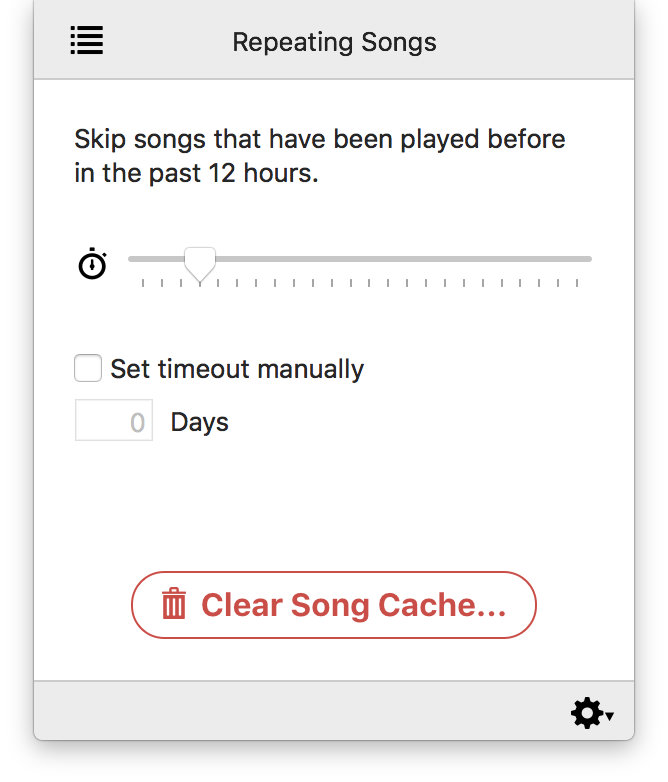 Repeating Songs
Skip songs that have been played before
in the past 12 hours.
Set timeout manually
0 Days
Clear Song Cache...